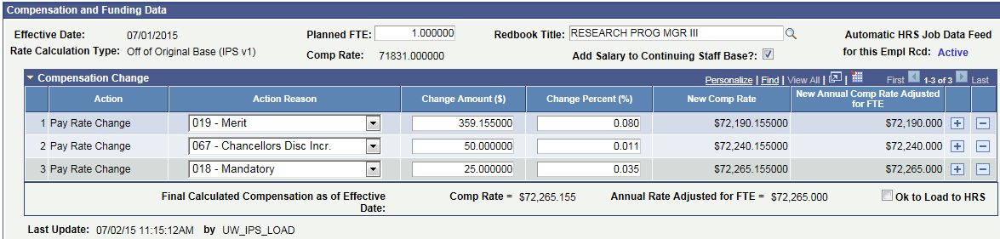 Compensation and Funding Data
Effective Date: 07/01/2015 Planned FTE: 1.000000 Redbook Title: RESEARCH PROG MGR III Automatic HRS Job Data Feed
Rate Calculation Type: Off of Original Base (IPS v1) Comp Rate: 71831.000000 Add Salary to Continuing Staff Base?: for this Empl Rcd: Active
Compensation Change Personalize | Find | View All | | First 1-3 of 3 Last
Action Action Reason Change Amount ($) Change Percent (%) New Comp Rate New Annual Comp Rate Adjusted
for FTE
1 Pay Rate Change 019 - Merit 359.155000 0.080 $72,190.155000 $72,190.000
2 Pay Rate Change 067 - Chancellors Disc Incr. 50.000000 0.011 $72,240.155000 $72,240.000
3 Pay Rate Change 018 - Mandatory 25.000000 0.035 $72,265.155000 $72,265.000
Final Calculated Compensation as of Effective Comp Rate = $72,265.155 Annual Rate Adjusted for FTE = $72,265.000 Ok to Load to HRS
Date:
Last Update: 07/02/15 11:15:12AM by UW_IPS_LOAD